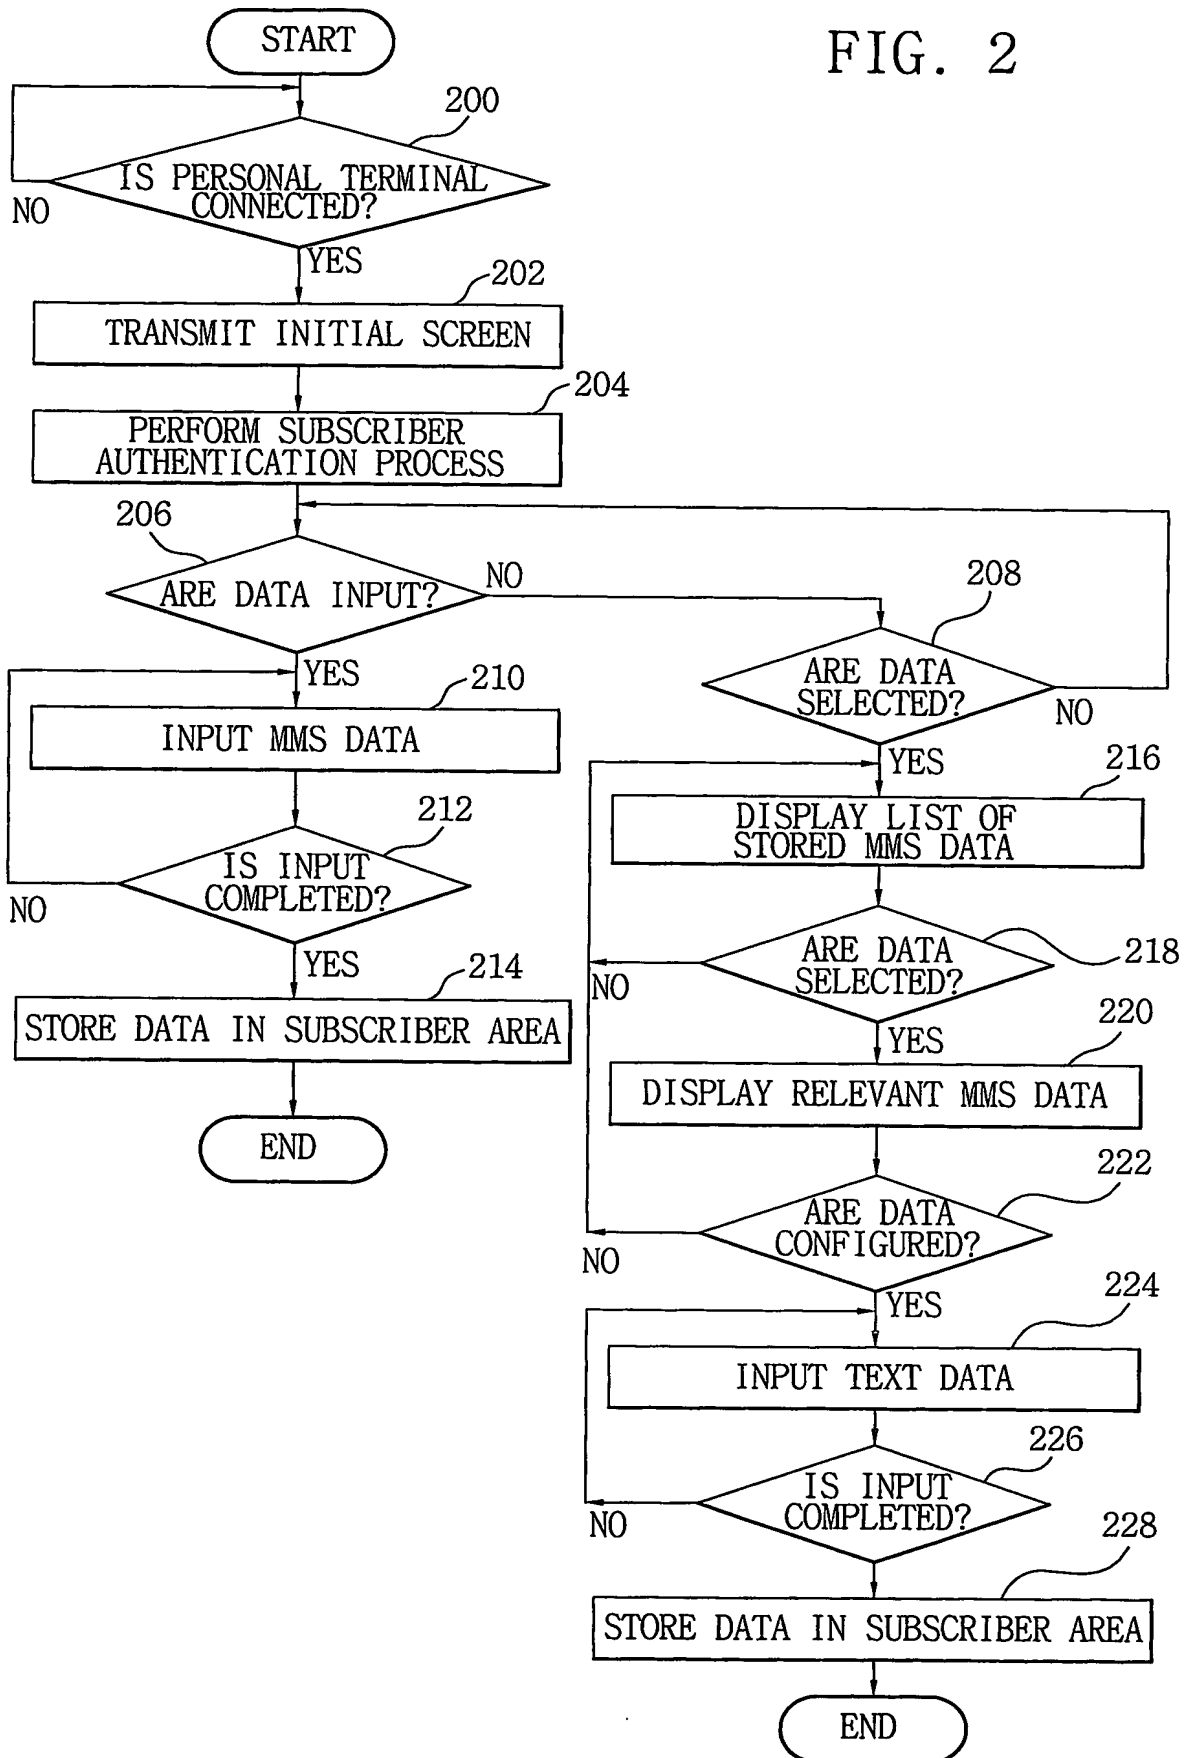 START
FIG. 2
200
IS PERSONAL TERMINAL
CONNECTED?
NO
YES
202
TRANSMIT INITIAL SCREEN
204
PERFORM SUBSCRIBER
AUTHENTICATION PROCESS
206
ARE DATA INPUT?
NO
208
ARE DATA
SELECTED?
NO
YES
210
INPUT MMS DATA
212
IS INPUT
COMPLETED?
NO
YES
214
STORE DATA IN SUBSCRIBER AREA
END
YES
216
DISPLAY LIST OF
STORED MMS DATA
218
ARE DATA
SELECTED?
NO
YES
220
DISPLAY RELEVANT MMS DATA
222
ARE DATA
CONFIGURED?
NO
YES
224
INPUT TEXT DATA
226
IS INPUT
COMPLETED?
NO
228
STORE DATA IN SUBSCRIBER AREA
END